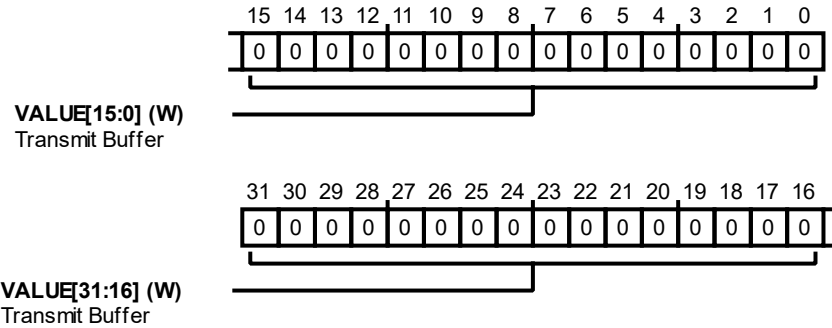 15 14 13 12 11 10 9 8 7 6 5 4 3 2 1 0
0 0 0 0 0 0 0 0 0 0 0 0 0 0 0 0
VALUE[15:0] (W)
Transmit Buffer
31 30 29 28 27 26 25 24 23 22 21 20 19 18 17 16
0 0 0 0 0 0 0 0 0 0 0 0 0 0 0 0
VALUE[31:16] (W)
Transmit Buffer